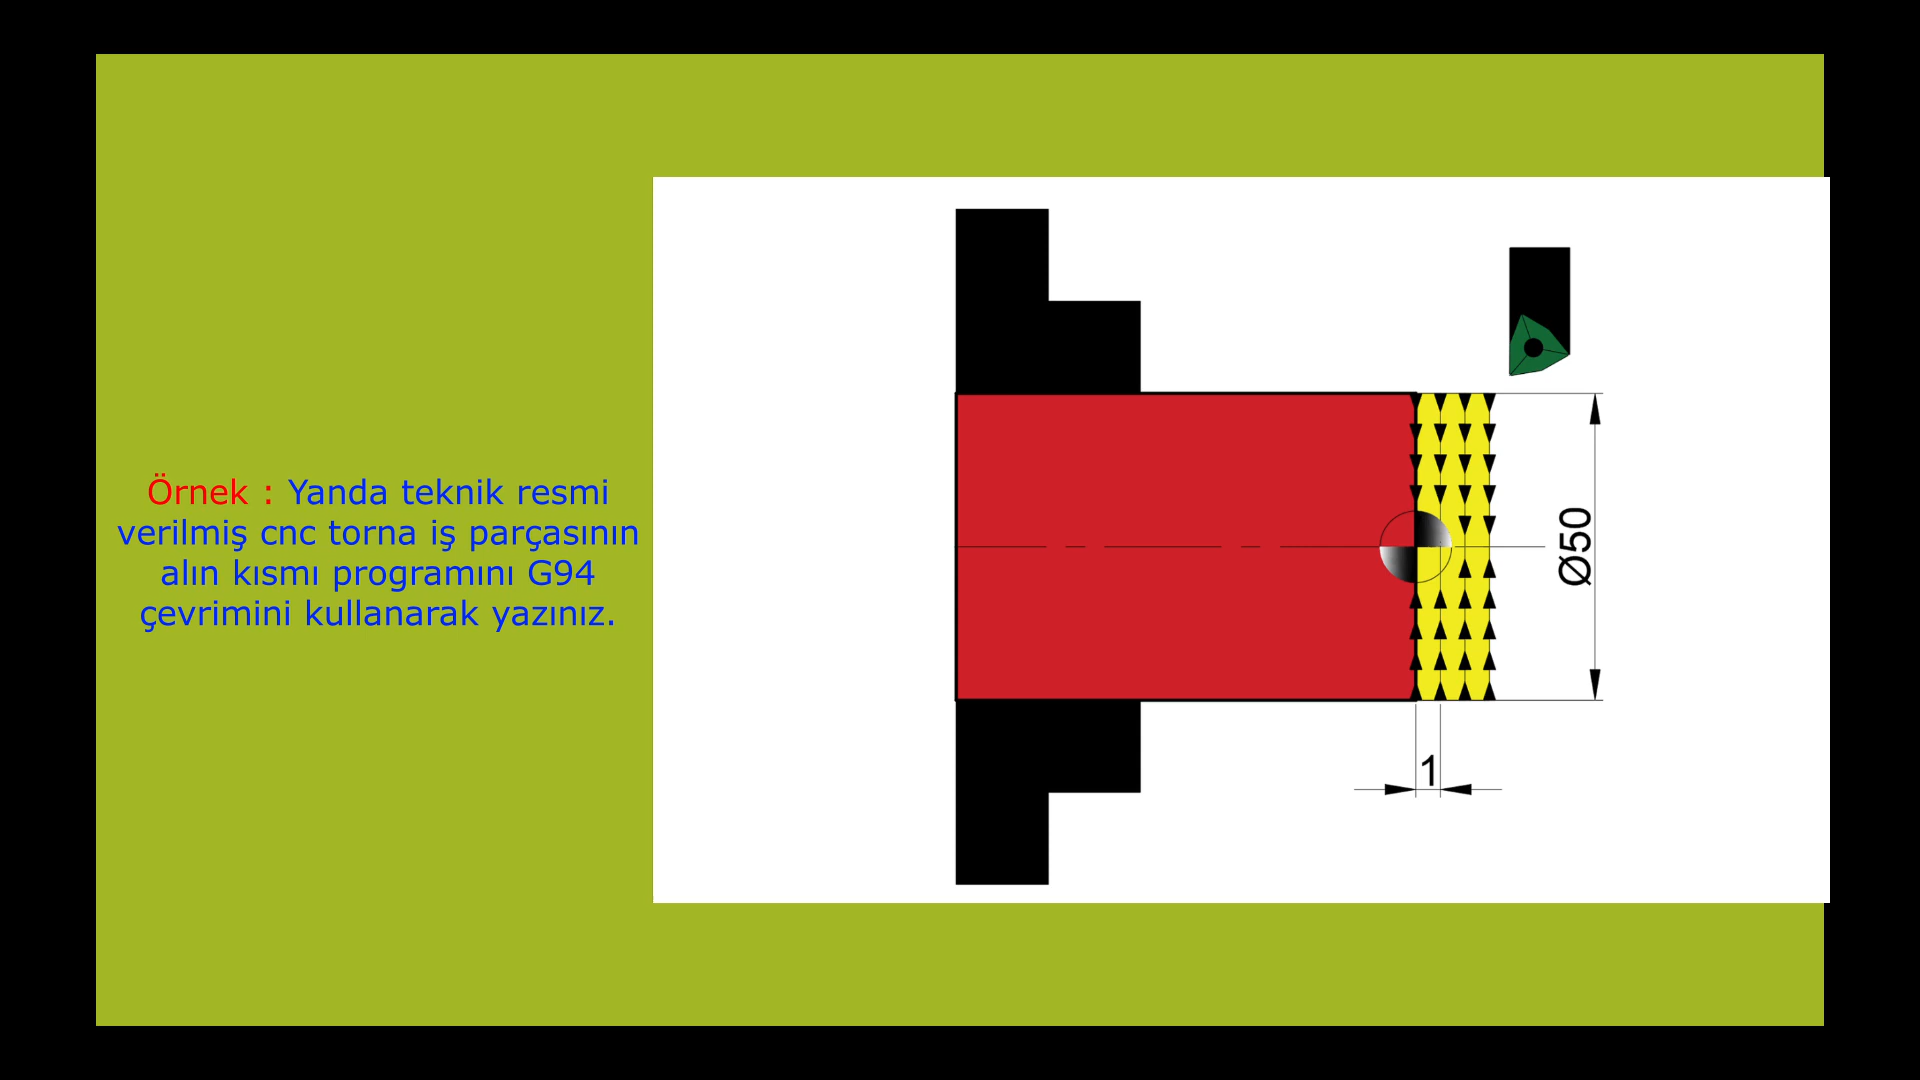 Örnek : Yanda teknik resmi
verilmiş cnc torna iş parçasının
alın kısmı programını G94
çevrimini kullanarak yazınız.
Ø50
1